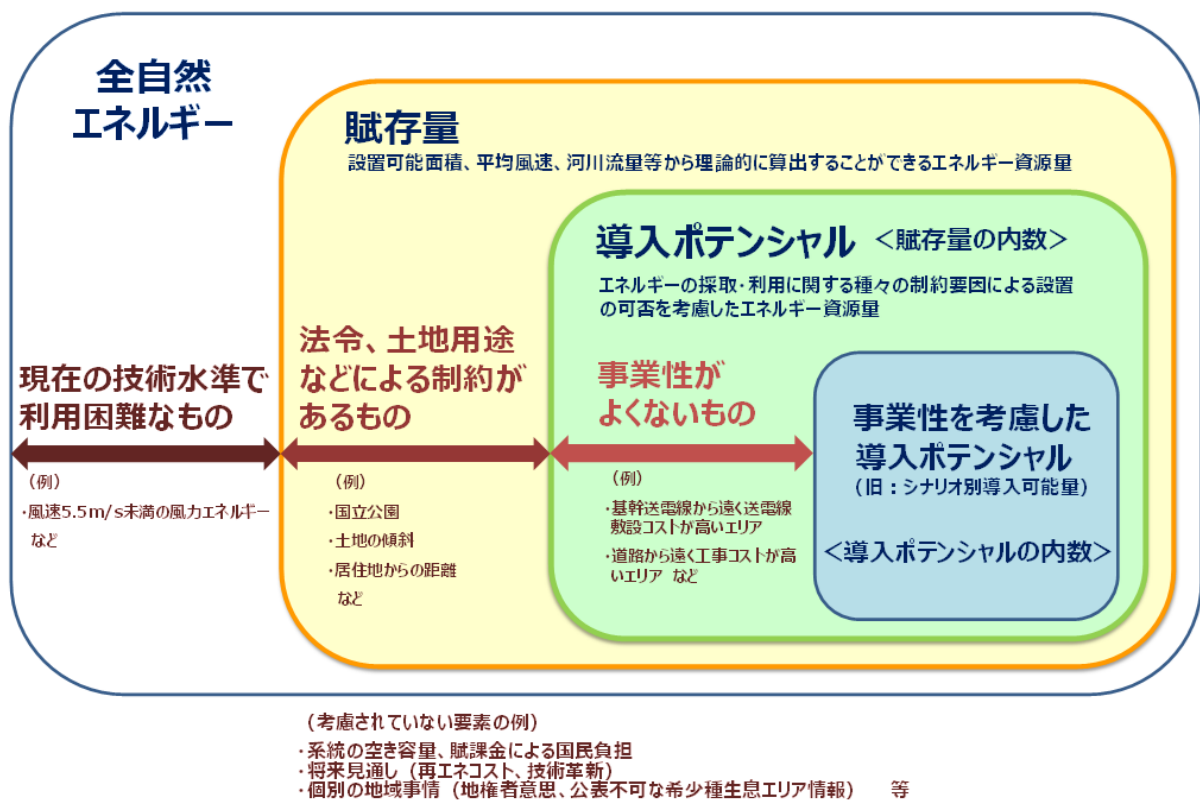 全自然
エネルギー
賦存量
設置可能面積、平均風速、河川流量等から理論的に算出することができるエネルギー資源量
導入ポテンシャル <賦存量の内数>
エネルギーの採取・利用に関する種々の制約要因による設置
の可否を考慮したエネルギー資源量
現在の技術水準で
利用困難なもの
(例)
・風速5.5m/s未満の風力エネルギー
など
法令、土地用途
などによる制約が
あるもの
(例)
・国立公園
・土地の傾斜
・居住地からの距離
など
事業性が
よくないもの
(例)
・基幹送電線から遠く送電線
敷設コストが高いエリア
・道路から遠く工事コストが高
いエリア など
事業性を考慮した
導入ポテンシャル
(旧:シナリオ別導入可能量)
<導入ポテンシャルの内数>
(考慮されていない要素の例)
・系統の空き容量、賦課金による国民負担
・将来見通し(再エネコスト、技術革新)
・個別の地域事情(地権者意思、公表不可な希少種生息エリア情報) 等